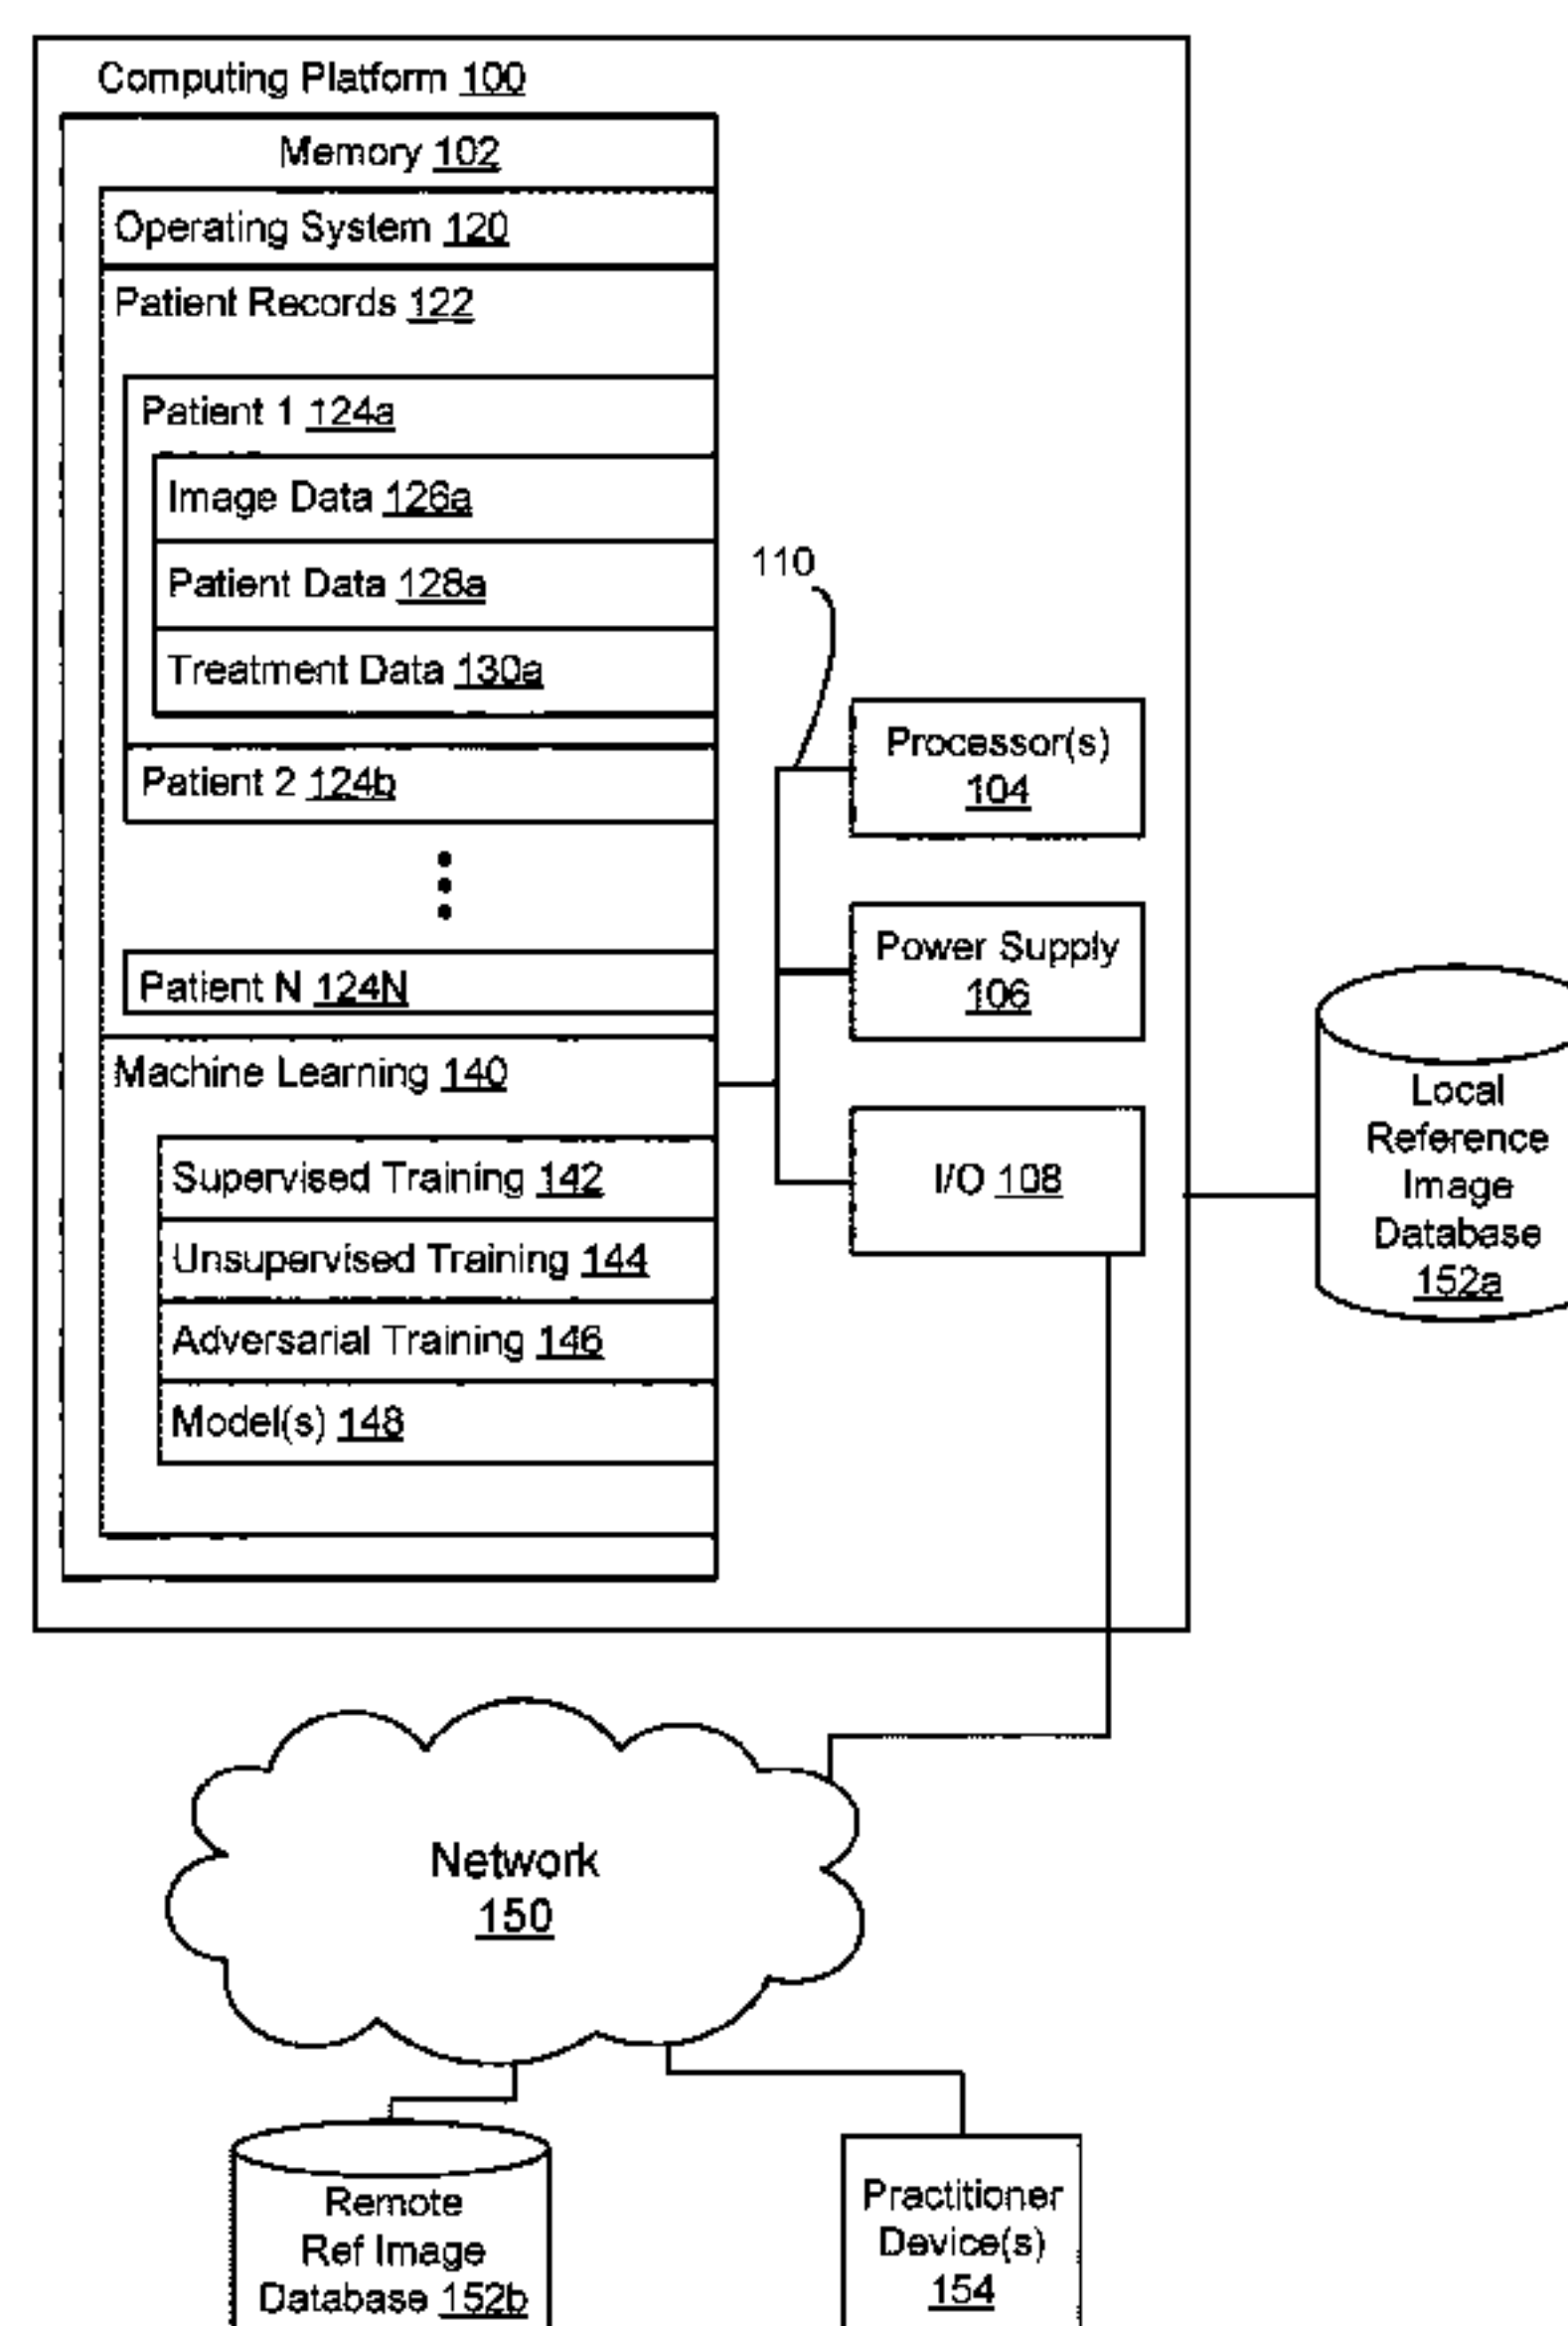 Computing Platform 100
Memory 102
Operating System 120
Patient Records 122
Patient 1 124a
Image Data 126a
Patient Data 128a
Treatment Data 130a
Patient 2 124b
Patient N 124N
Machine Learning 140
Supervised Training 142
Unsupervised Training 144
Adversarial Training 146
Model(s) 148
110
Processor(s)
104
Power Supply
106
I/O 108
Local
Reference
Image
Database
152a
Network
150
Remote
Ref Image
Database 152b
Practitioner
Device(s)
154